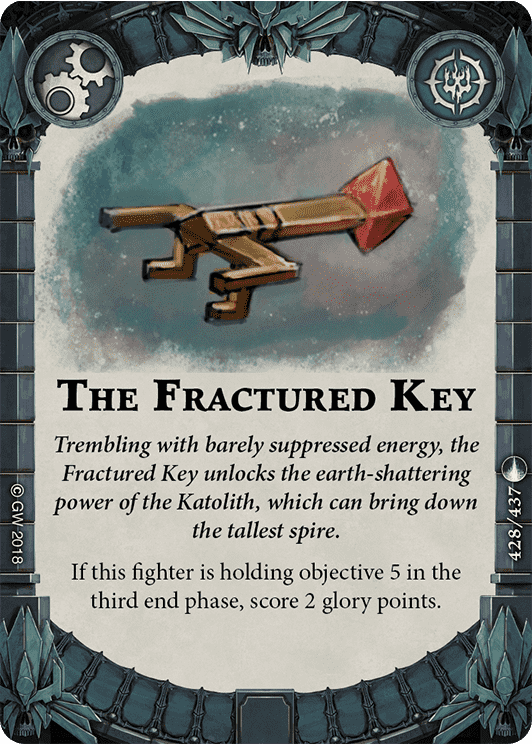 The Fractured Key
Trembling with barely suppressed energy, the
Fractured Key unlocks the earth-shattering
power of the Katolith, which can bring down
the tallest spire.
If this fighter is holding objective 5 in the
third end phase, score 2 glory points.
© GW 2018
428/437